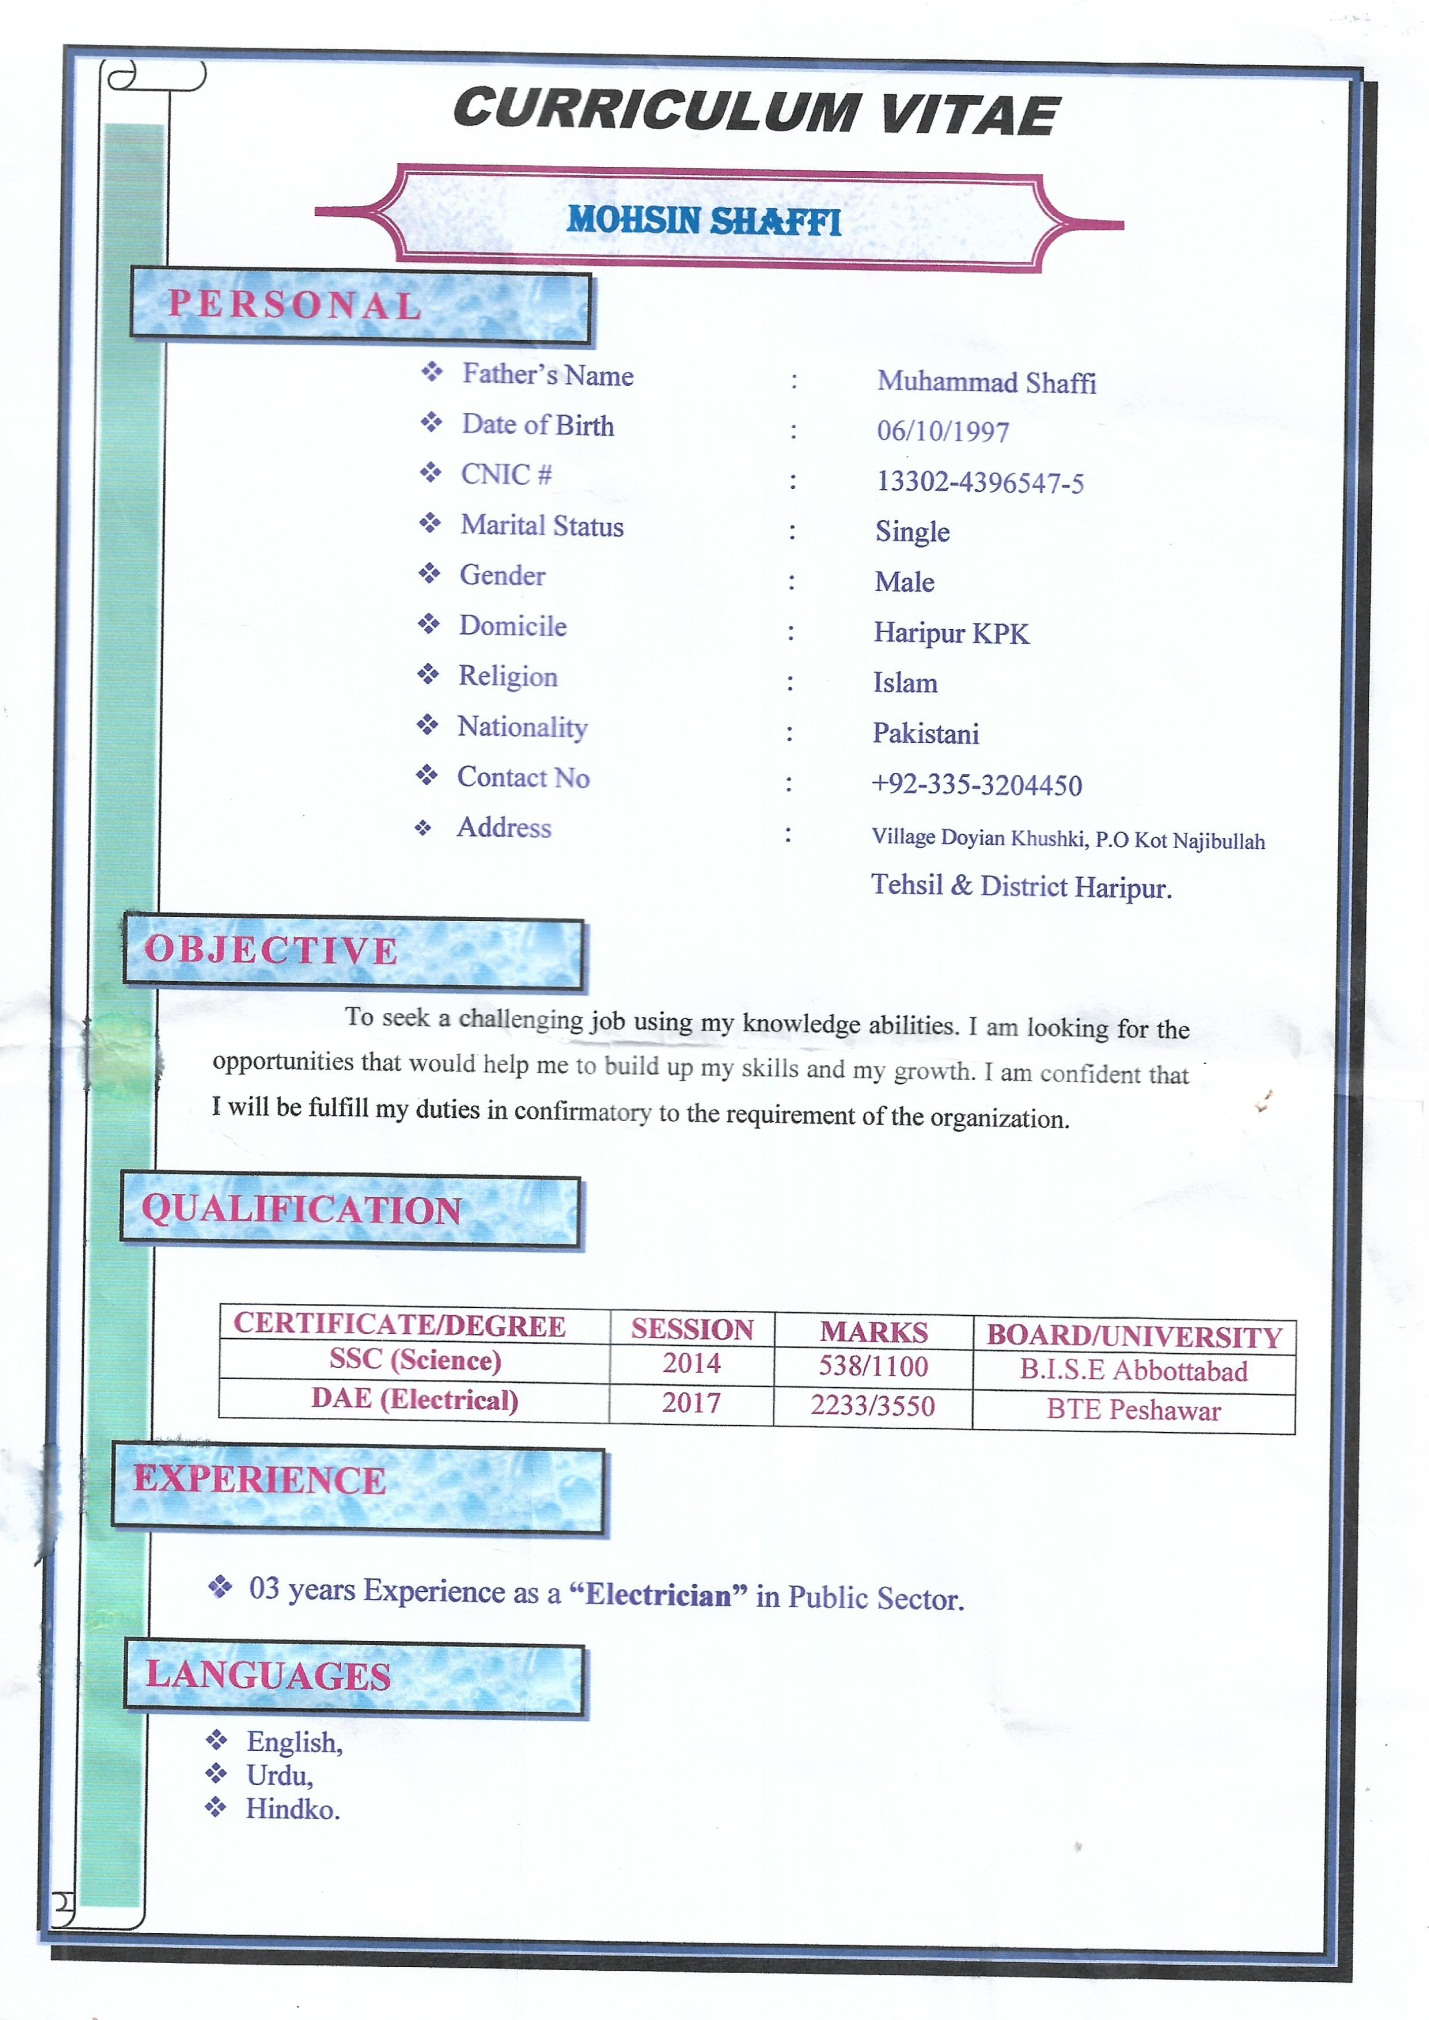 CURRICULUM VITAE
MOHSIN SHAFFI
PERSONAL
❖ Father's Name : Muhammad Shaffi
❖ Date of Birth : 06/10/1997
❖ CNIC # : 13302-4396547-5
❖ Marital Status : Single
❖ Gender : Male
❖ Domicile : Haripur KPK
❖ Religion : Islam
❖ Nationality : Pakistani
❖ Contact No : +92-335-3204450
❖ Address : Village Doyian Khushki, P.O Kot Najibullah
Tehsil & District Haripur.
OBJECTIVE
To seek a challenging job using my knowledge abilities. I am looking for the
opportunities that would help me to build up my skills and my growth. I am confident that
I will be fulfill my duties in confirmatory to the requirement of the organization.
QUALIFICATION
CERTIFICATE/DEGREE SESSION MARKS BOARD/UNIVERSITY
SSC (Science) 2014 538/1100 B.I.S.E Abbottabad
DAE (Electrical) 2017 2233/3550 BTE Peshawar
EXPERIENCE
❖ 03 years Experience as a “Electrician” in Public Sector.
LANGUAGES
❖ English,
❖ Urdu,
❖ Hindko.